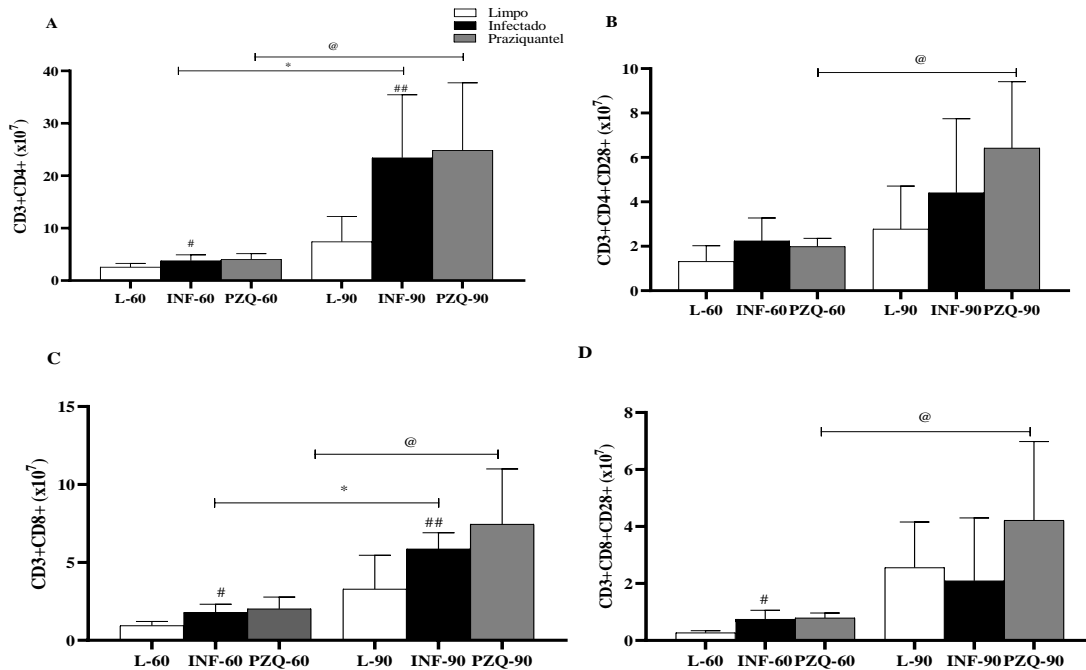 A
Limpo
Infectado
Praziquantel
@
*
##
#
CD3+CD4+ (x10⁷)
40
30
20
10
0
L-60 INF-60 PZQ-60 L-90 INF-90 PZQ-90
B
@
CD3+CD4+CD28+ (x10⁷)
10
8
6
4
2
0
L-60 INF-60 PZQ-60 L-90 INF-90 PZQ-90
C
@
*
##
#
CD3+CD8+ (x10⁷)
15
10
5
0
L-60 INF-60 PZQ-60 L-90 INF-90 PZQ-90
D
@
#
CD3+CD8+CD28+ (x10⁷)
8
6
4
2
0
L-60 INF-60 PZQ-60 L-90 INF-90 PZQ-90